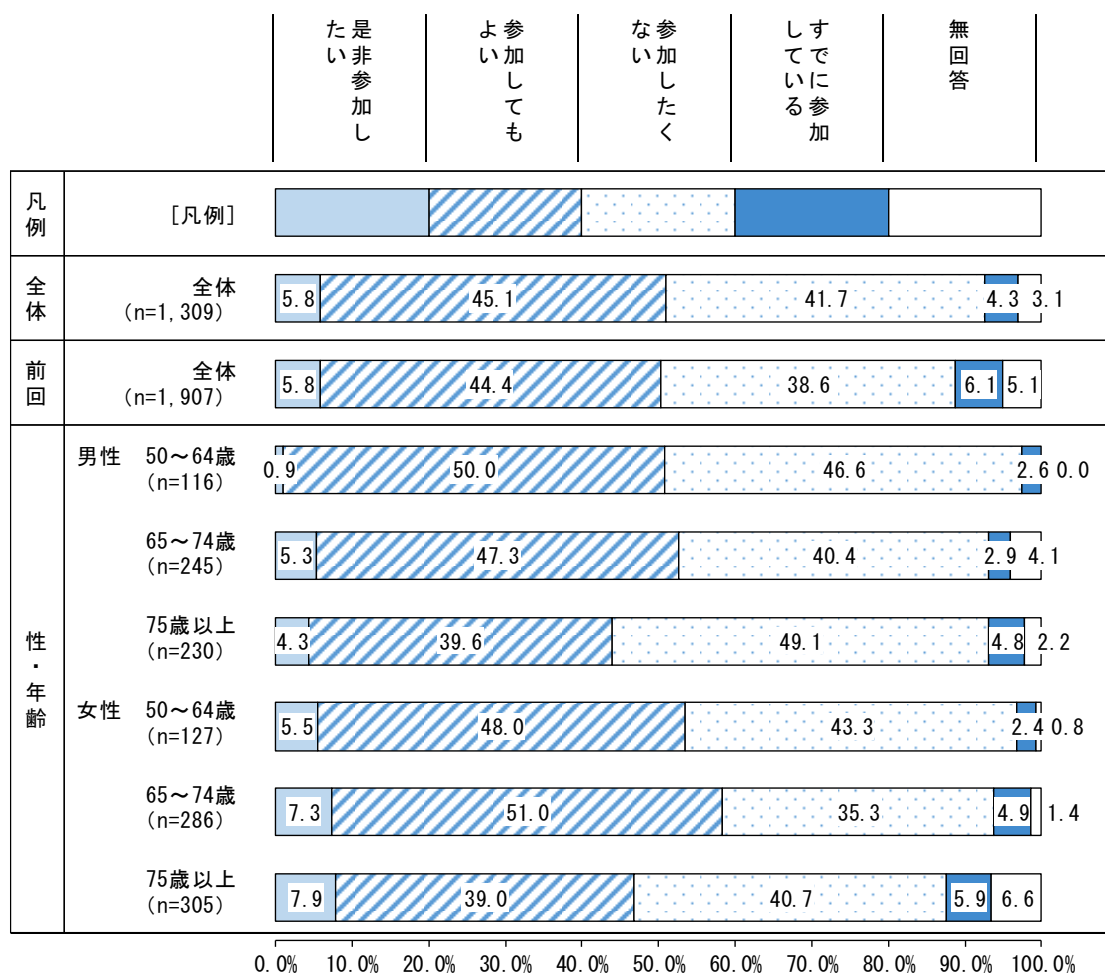 是非参加し
たい
参加しても
よい
参加したく
ない
すでに参加
している
無回答
凡例
[凡例]
全体
全体
(n=1,309)
5.8 45.1 41.7 4.3 3.1
前回
全体
(n=1,907)
5.8 44.4 38.6 6.1 5.1
性・年齢
男性 50～64歳
(n=116)
0.9 50.0 46.6 2.6 0.0
65～74歳
(n=245)
5.3 47.3 40.4 2.9 4.1
75歳以上
(n=230)
4.3 39.6 49.1 4.8 2.2
女性 50～64歳
(n=127)
5.5 48.0 43.3 2.4 0.8
65～74歳
(n=286)
7.3 51.0 35.3 4.9 1.4
75歳以上
(n=305)
7.9 39.0 40.7 5.9 6.6
0.0% 10.0% 20.0% 30.0% 40.0% 50.0% 60.0% 70.0% 80.0% 90.0% 100.0%